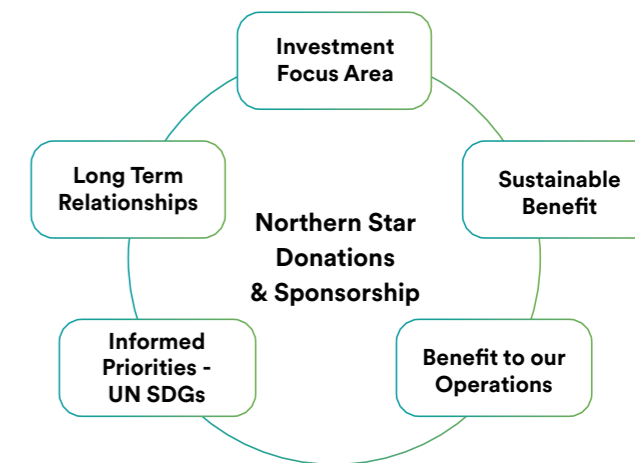 Investment
Focus Area
Long Term
Relationships
Sustainable
Benefit
Northern Star
Donations
& Sponsorship
Informed
Priorities -
UN SDGs
Benefit to our
Operations